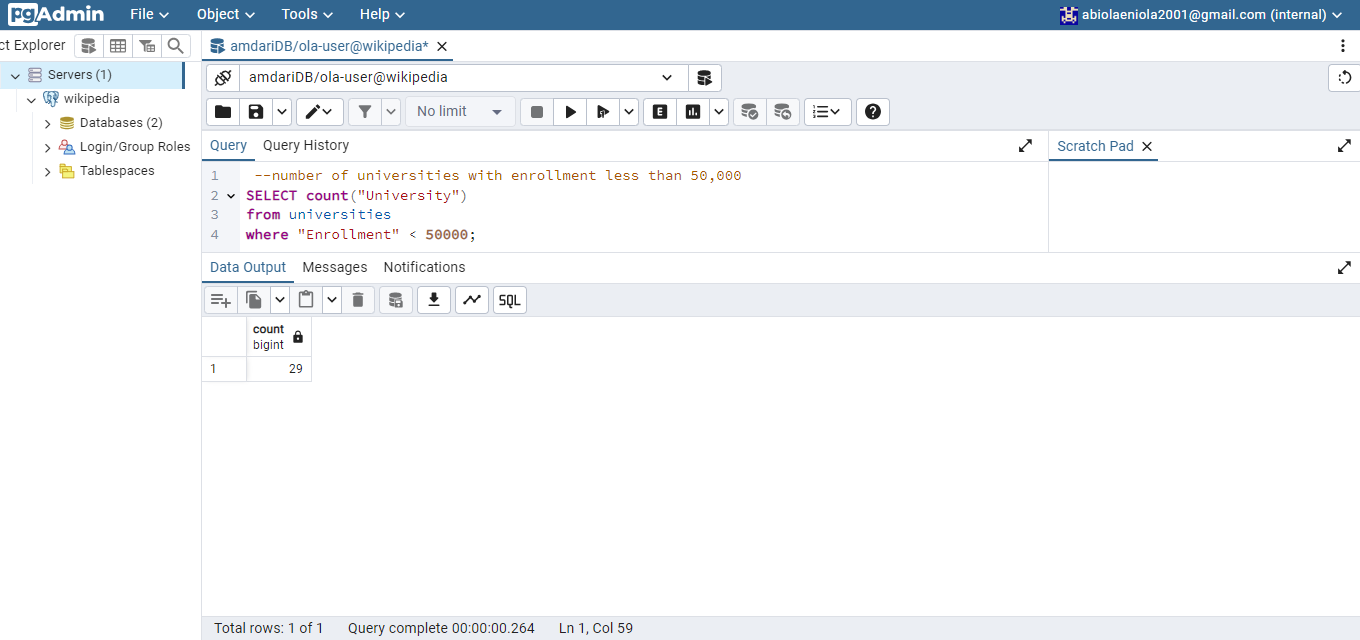 pgAdmin File Object Tools Help abiolaeniola2001@gmail.com (internal)
ct Explorer
amdariDB/ola-user@wikipedia*
Servers (1)
wikipedia
Databases (2)
Login/Group Roles
Tablespaces
amdariDB/ola-user@wikipedia
No limit
E
Query Query History
Scratch Pad
1 --number of universities with enrollment less than 50,000
2 SELECT count("University")
3 from universities
4 where "Enrollment" < 50000;
Data Output Messages Notifications
SQL
count
bigint
1 29
Total rows: 1 of 1 Query complete 00:00:00.264 Ln 1, Col 59